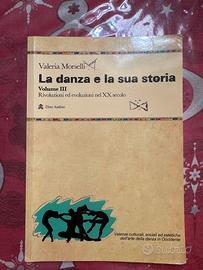 Valeria Morselli
La danza e la sua storia
Volume III
Rivoluzioni ed evoluzioni nel XX secolo
Dino Audino
Valenze culturali, sociali ed estetiche
dell'arte della danza in Occidente